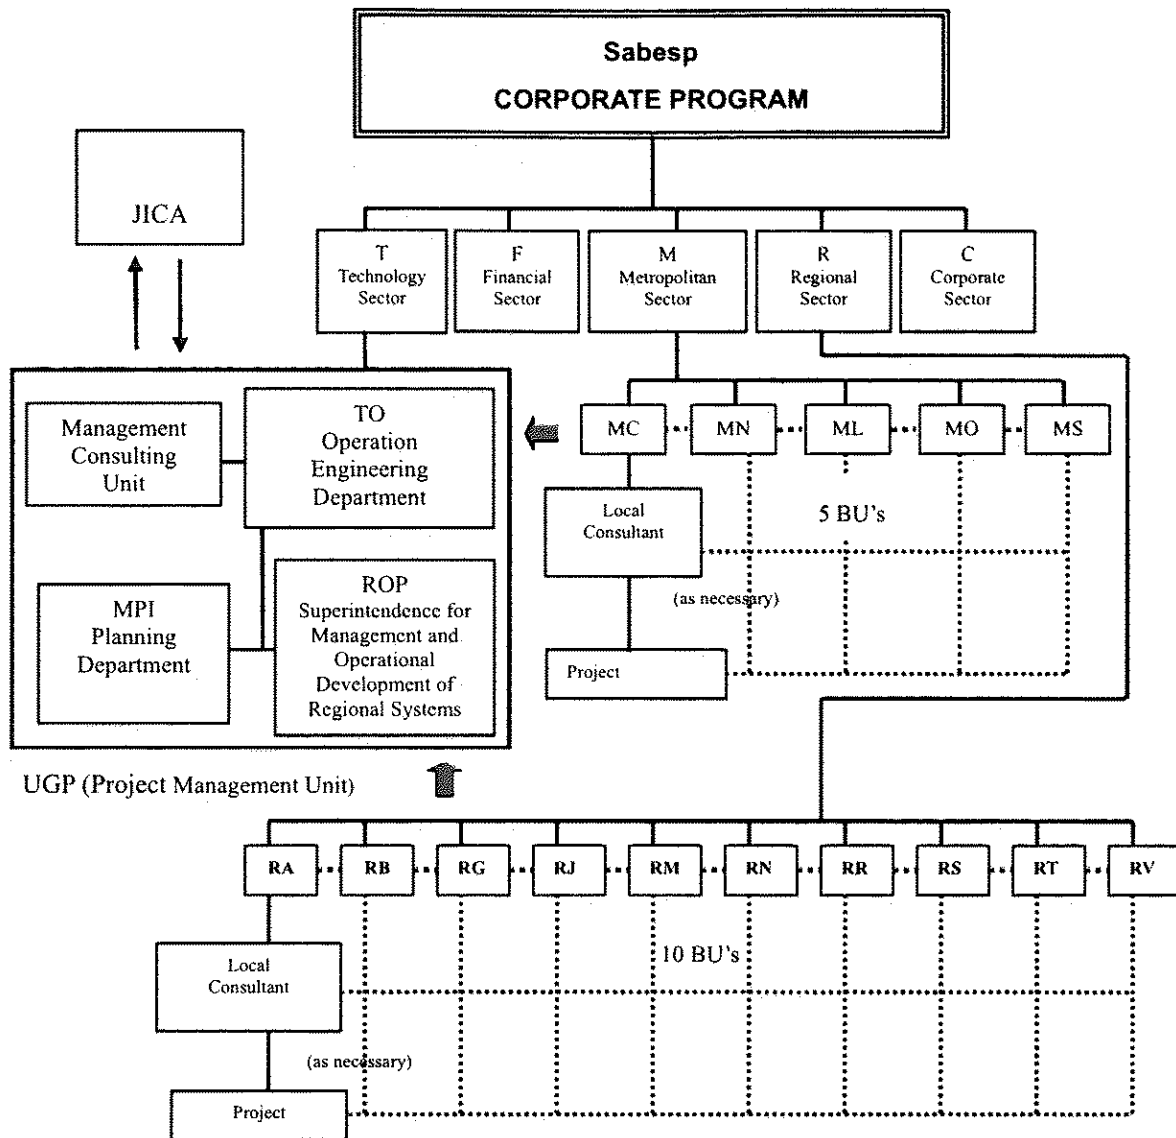 Sabesp
CORPORATE PROGRAM
JICA
T
Technology
Sector
F
Financial
Sector
M
Metropolitan
Sector
R
Regional
Sector
C
Corporate
Sector
Management
Consulting
Unit
TO
Operation
Engineering
Department
MPI
Planning
Department
ROP
Superintendence for
Management and
Operational
Development of
Regional Systems
UGP (Project Management Unit)
MC
MN
ML
MO
MS
Local
Consultant
5 BU's
(as necessary)
Project
RA
RB
RG
RJ
RM
RN
RR
RS
RT
RV
Local
Consultant
10 BU's
(as necessary)
Project